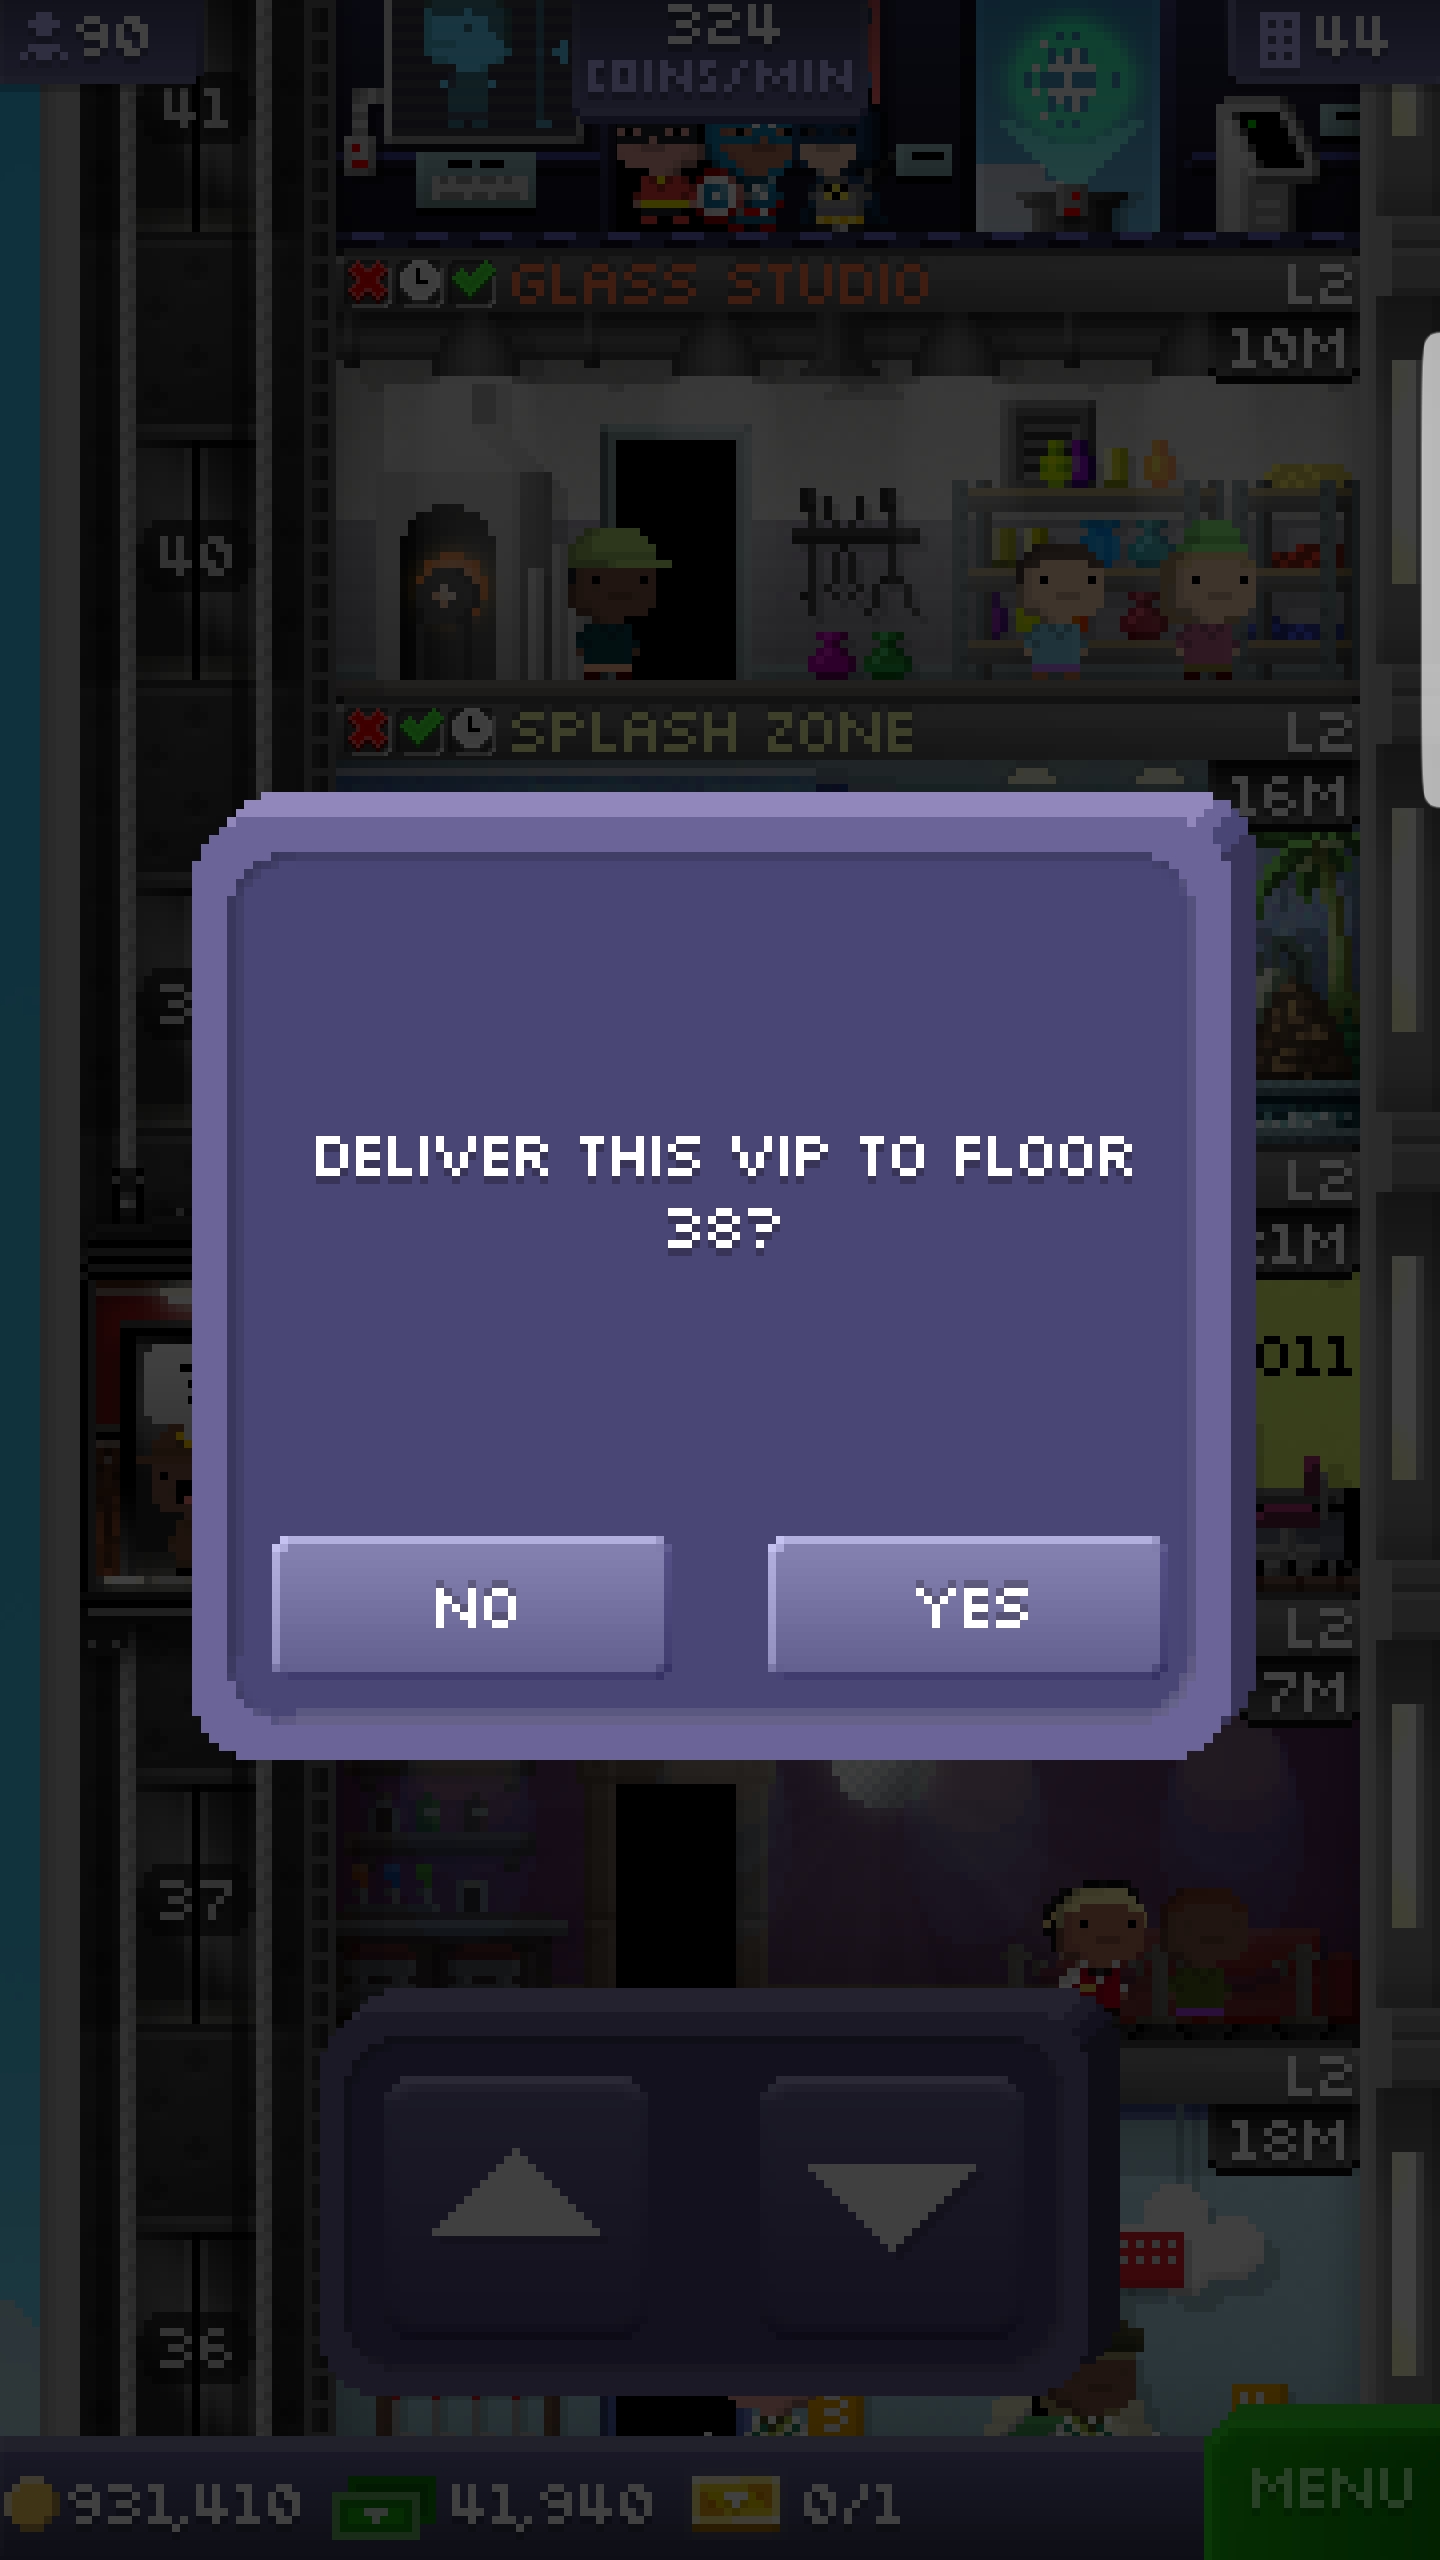 90
324
COINS/MIN
44
41
GLASS STUDIO
L2
10M
40
SPLASH ZONE
L2
16M
L2
DELIVER THIS VIP TO FLOOR
38?
011
NO
YES
L2
7M
37
L2
18M
36
931,410
41,940
0/1
MENU